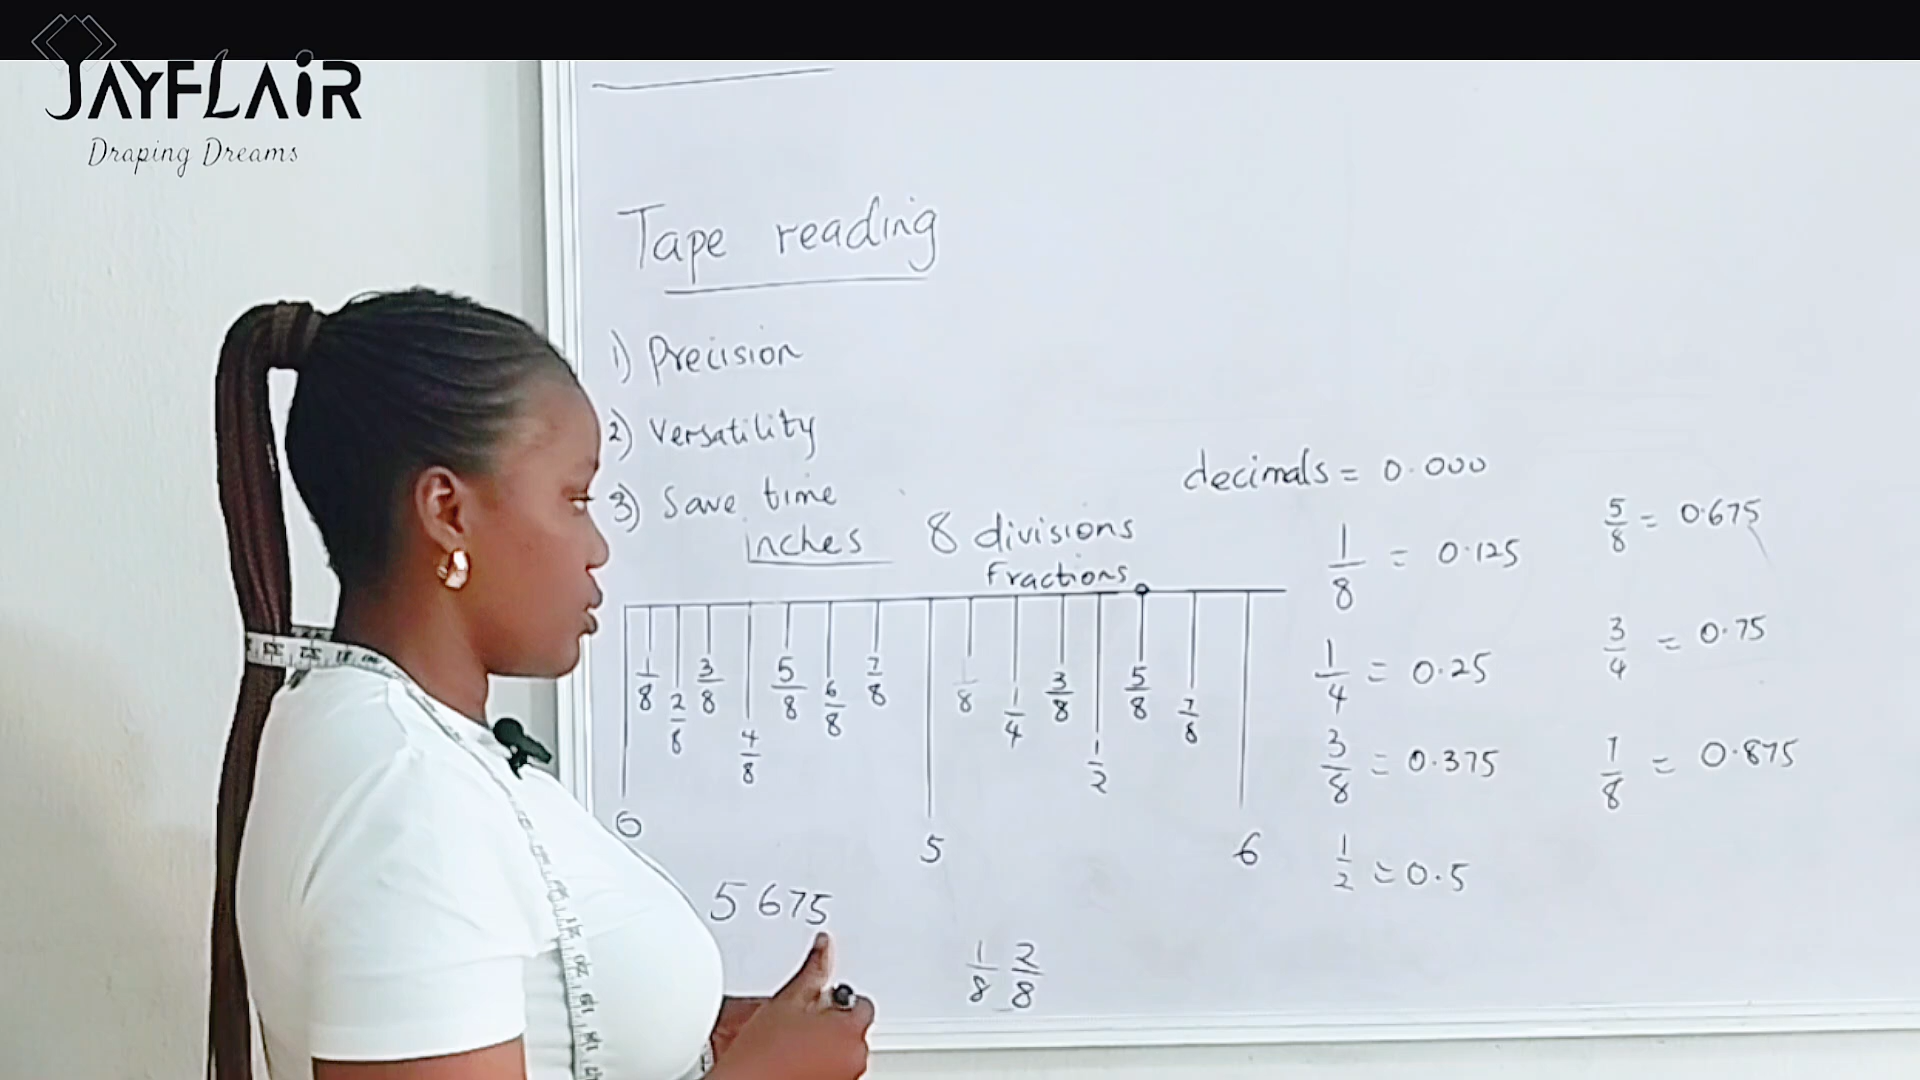 JAYFLAIR
Draping Dreams
Tape reading
1) Precision
2) Versatility
3) Save time
inches
8 divisions
Fractions
1/8 2/8 3/8 4/8 5/8 6/8 7/8 1/8 1/4 3/8 1/2 5/8 7/8
0 5 6
5 675
1/8 2/8
decimals = 0.000
1/8 = 0.125
1/4 = 0.25
3/8 = 0.375
1/2 = 0.5
5/8 = 0.675
3/4 = 0.75
7/8 = 0.875